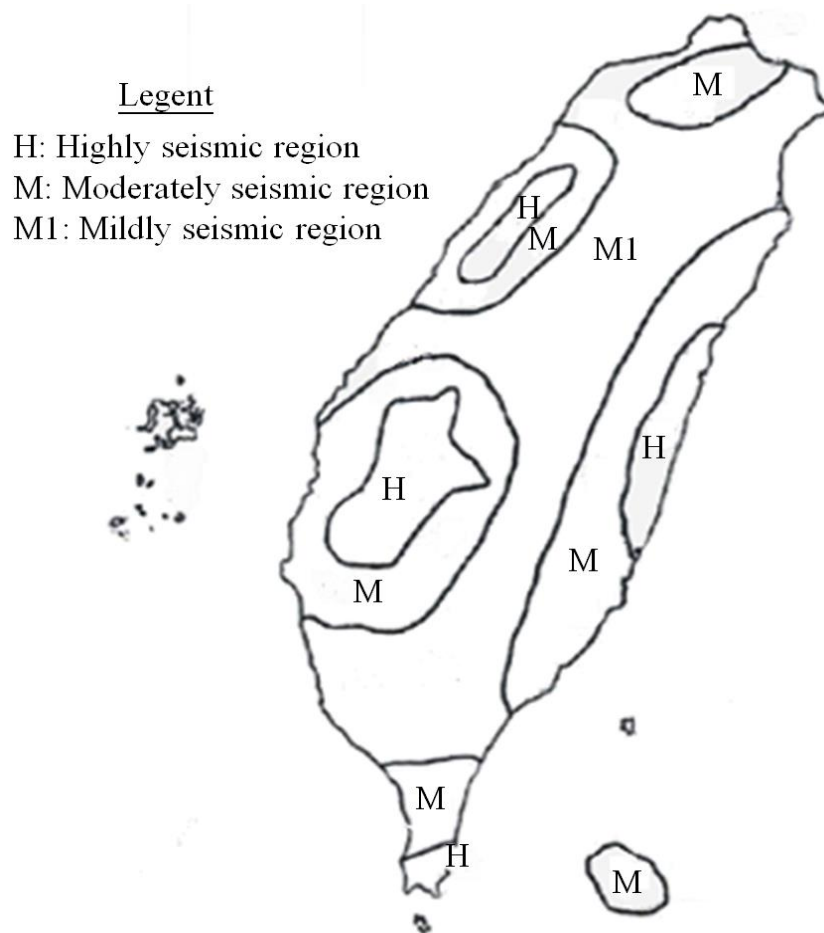 Legent
H: Highly seismic region
M: Moderately seismic region
M1: Mildly seismic region
M
H
M
M1
H
H
M
M
M
H
M